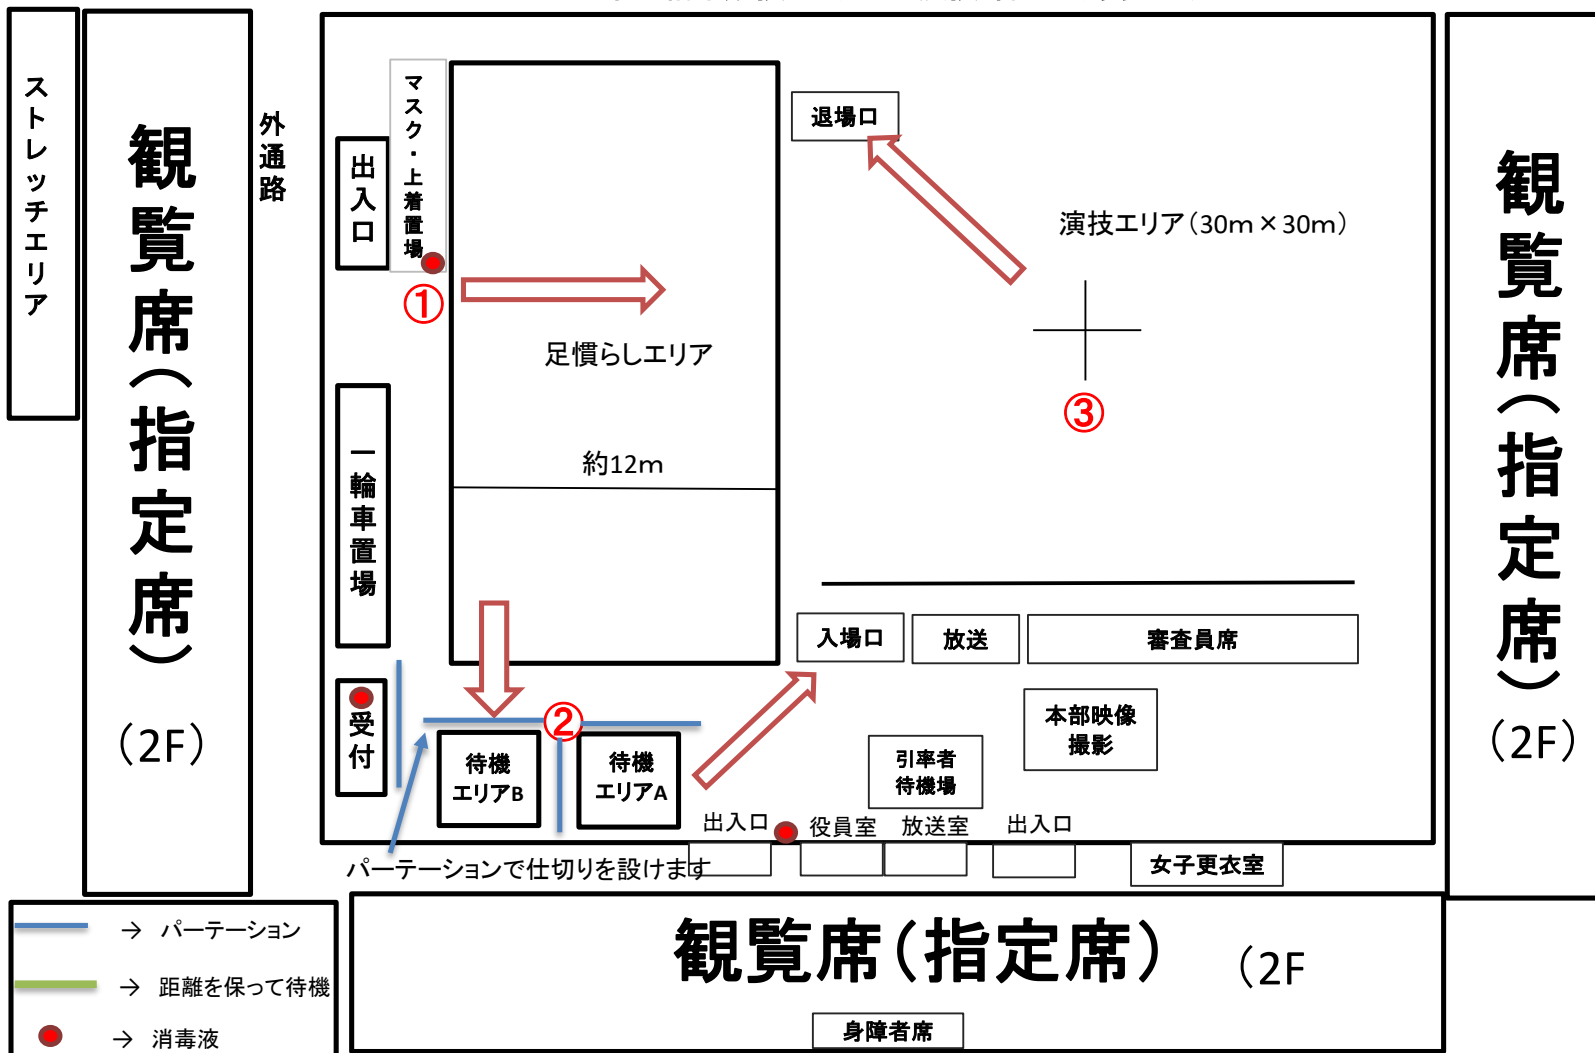 ストレッチエリア
観覧席（指定席）
（2F）
外通路
出入口
マスク・上着置場
①
足慣らしエリア
約12m
一輪車置場
受付
退場口
演技エリア（30m×30m）
③
入場口
放送
審査員席
②
待機
エリアB
待機
エリアA
本部映像
撮影
引率者
待機場
出入口
役員室
放送室
出入口
女子更衣室
パーテーションで仕切りを設けます
観覧席（指定席）
（2F）
観覧席（指定席）
（2F
身障者席
→ パーテーション
→ 距離を保って待機
→ 消毒液